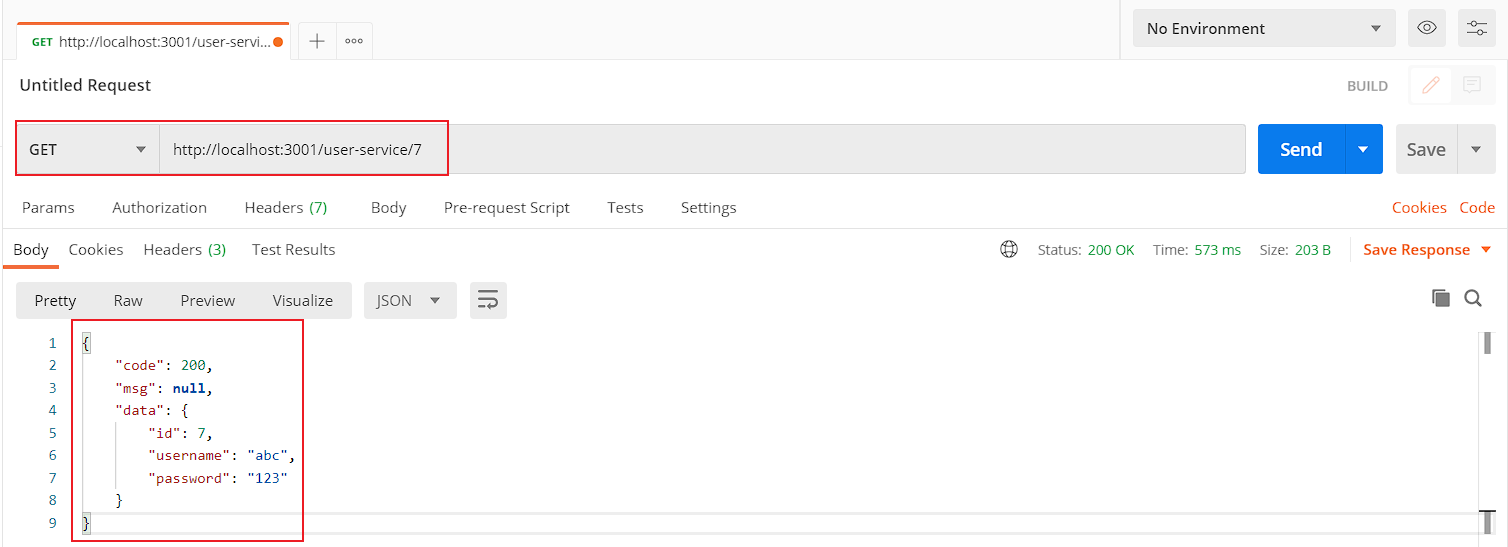 GET http://localhost:3001/user-servi... No Environment
Untitled Request BUILD
GET http://localhost:3001/user-service/7 Send Save
Params Authorization Headers (7) Body Pre-request Script Tests Settings Cookies Code
Body Cookies Headers (3) Test Results Status: 200 OK Time: 573 ms Size: 203 B Save Response
Pretty Raw Preview Visualize JSON
1 {
2 "code": 200,
3 "msg": null,
4 "data": {
5 "id": 7,
6 "username": "abc",
7 "password": "123"
8 }
9 }